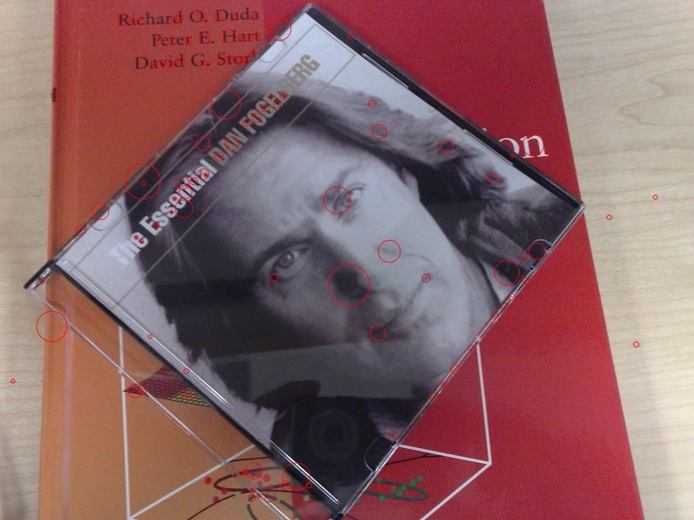 Richard O. Duda
Peter E. Hart
David G. Stork
The Essential DAN FOGELBERG